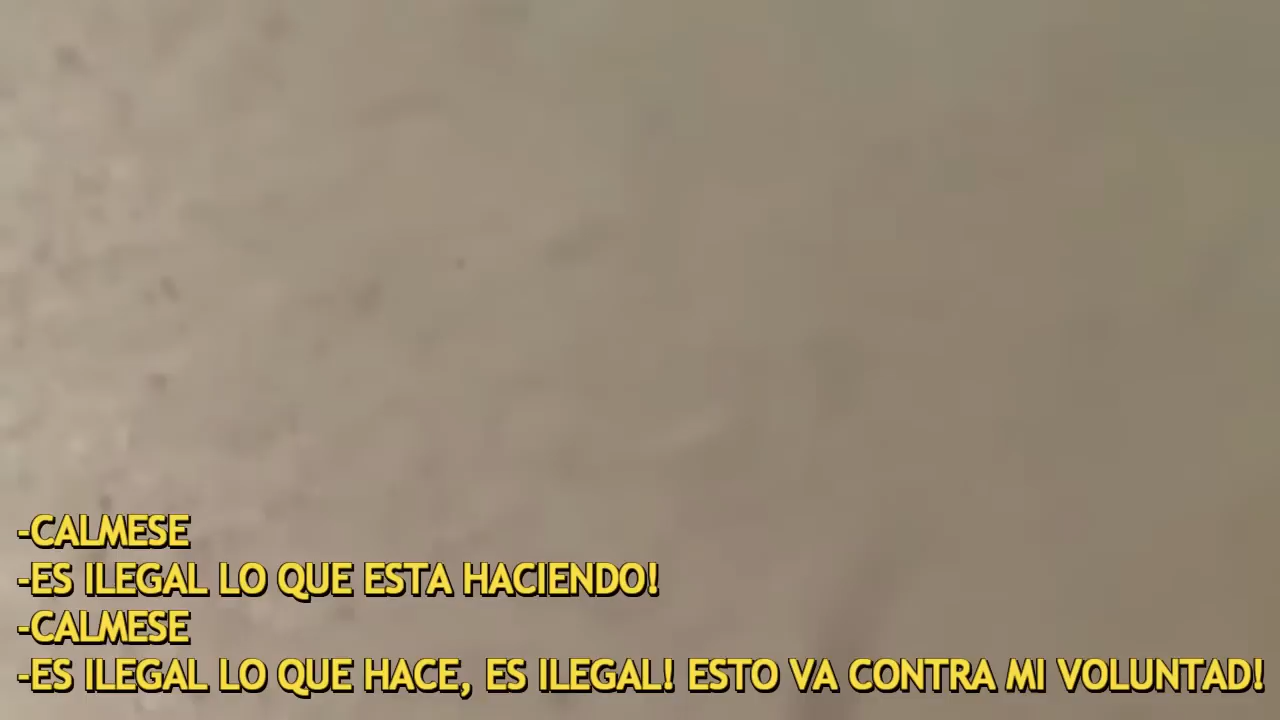 -CALMESE
-ES ILEGAL LO QUE ESTA HACIENDO!
-CALMESE
-ES ILEGAL LO QUE HACE, ES ILEGAL! ESTO VA CONTRA MI VOLUNTAD!